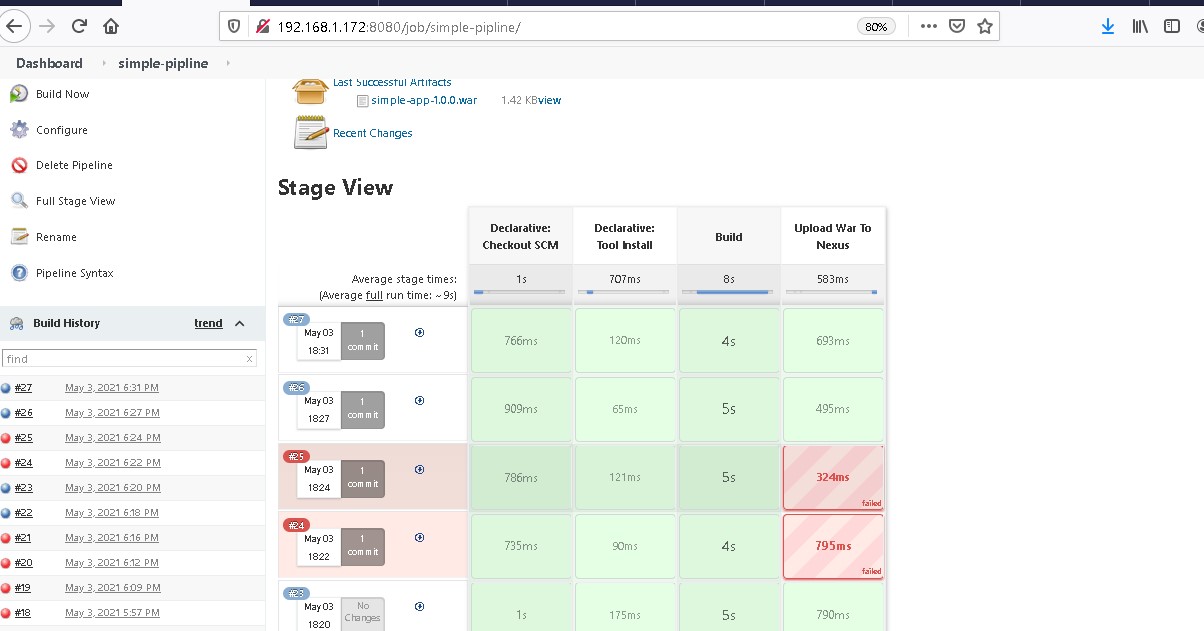 192.168.1.172:8080/job/simple-pipline/
80%
Dashboard
simple-pipline
Build Now
Configure
Delete Pipeline
Full Stage View
Rename
Pipeline Syntax
Build History
trend
find
x
#27 May 3, 2021 6:31 PM
#26 May 3, 2021 6:27 PM
#25 May 3, 2021 6:24 PM
#24 May 3, 2021 6:22 PM
#23 May 3, 2021 6:20 PM
#22 May 3, 2021 6:18 PM
#21 May 3, 2021 6:16 PM
#20 May 3, 2021 6:12 PM
#19 May 3, 2021 6:09 PM
#18 May 3, 2021 5:57 PM
Last Successful Artifacts
simple-app-1.0.0.war 1.42 KB view
Recent Changes
Stage View
Declarative:
Checkout SCM
Declarative:
Tool Install
Build
Upload War To
Nexus
Average stage times:
(Average full run time: ~9s)
1s
707ms
8s
583ms
#27
May 03
18:31
1
commit
766ms
120ms
4s
693ms
#26
May 03
18:27
1
commit
909ms
65ms
5s
495ms
#25
May 03
18:24
1
commit
786ms
121ms
5s
324ms
failed
#24
May 03
18:22
1
commit
735ms
90ms
4s
795ms
failed
#23
May 03
18:20
No
Changes
1s
175ms
5s
790ms